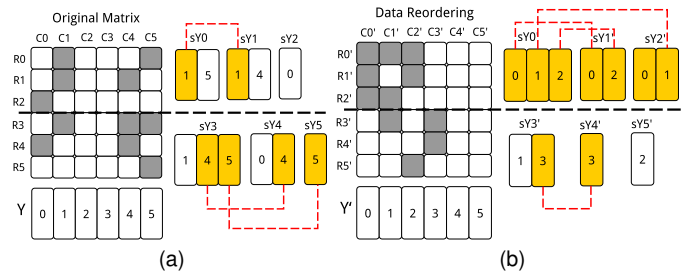 Original Matrix
C0 C1 C2 C3 C4 C5
R0
R1
R2
R3
R4
R5
Y 0 1 2 3 4 5
sY0 sY1 sY2
1 5 1 4 0
sY3 sY4 sY5
1 4 5 0 4 5
(a)
Data Reordering
C0' C1' C2' C3' C4' C5'
R0'
R1'
R2'
R3'
R4'
R5'
Y' 0 1 2 3 4 5
sY0' sY1' sY2'
0 1 2 0 2 0 1
sY3' sY4' sY5'
1 3 3 2
(b)